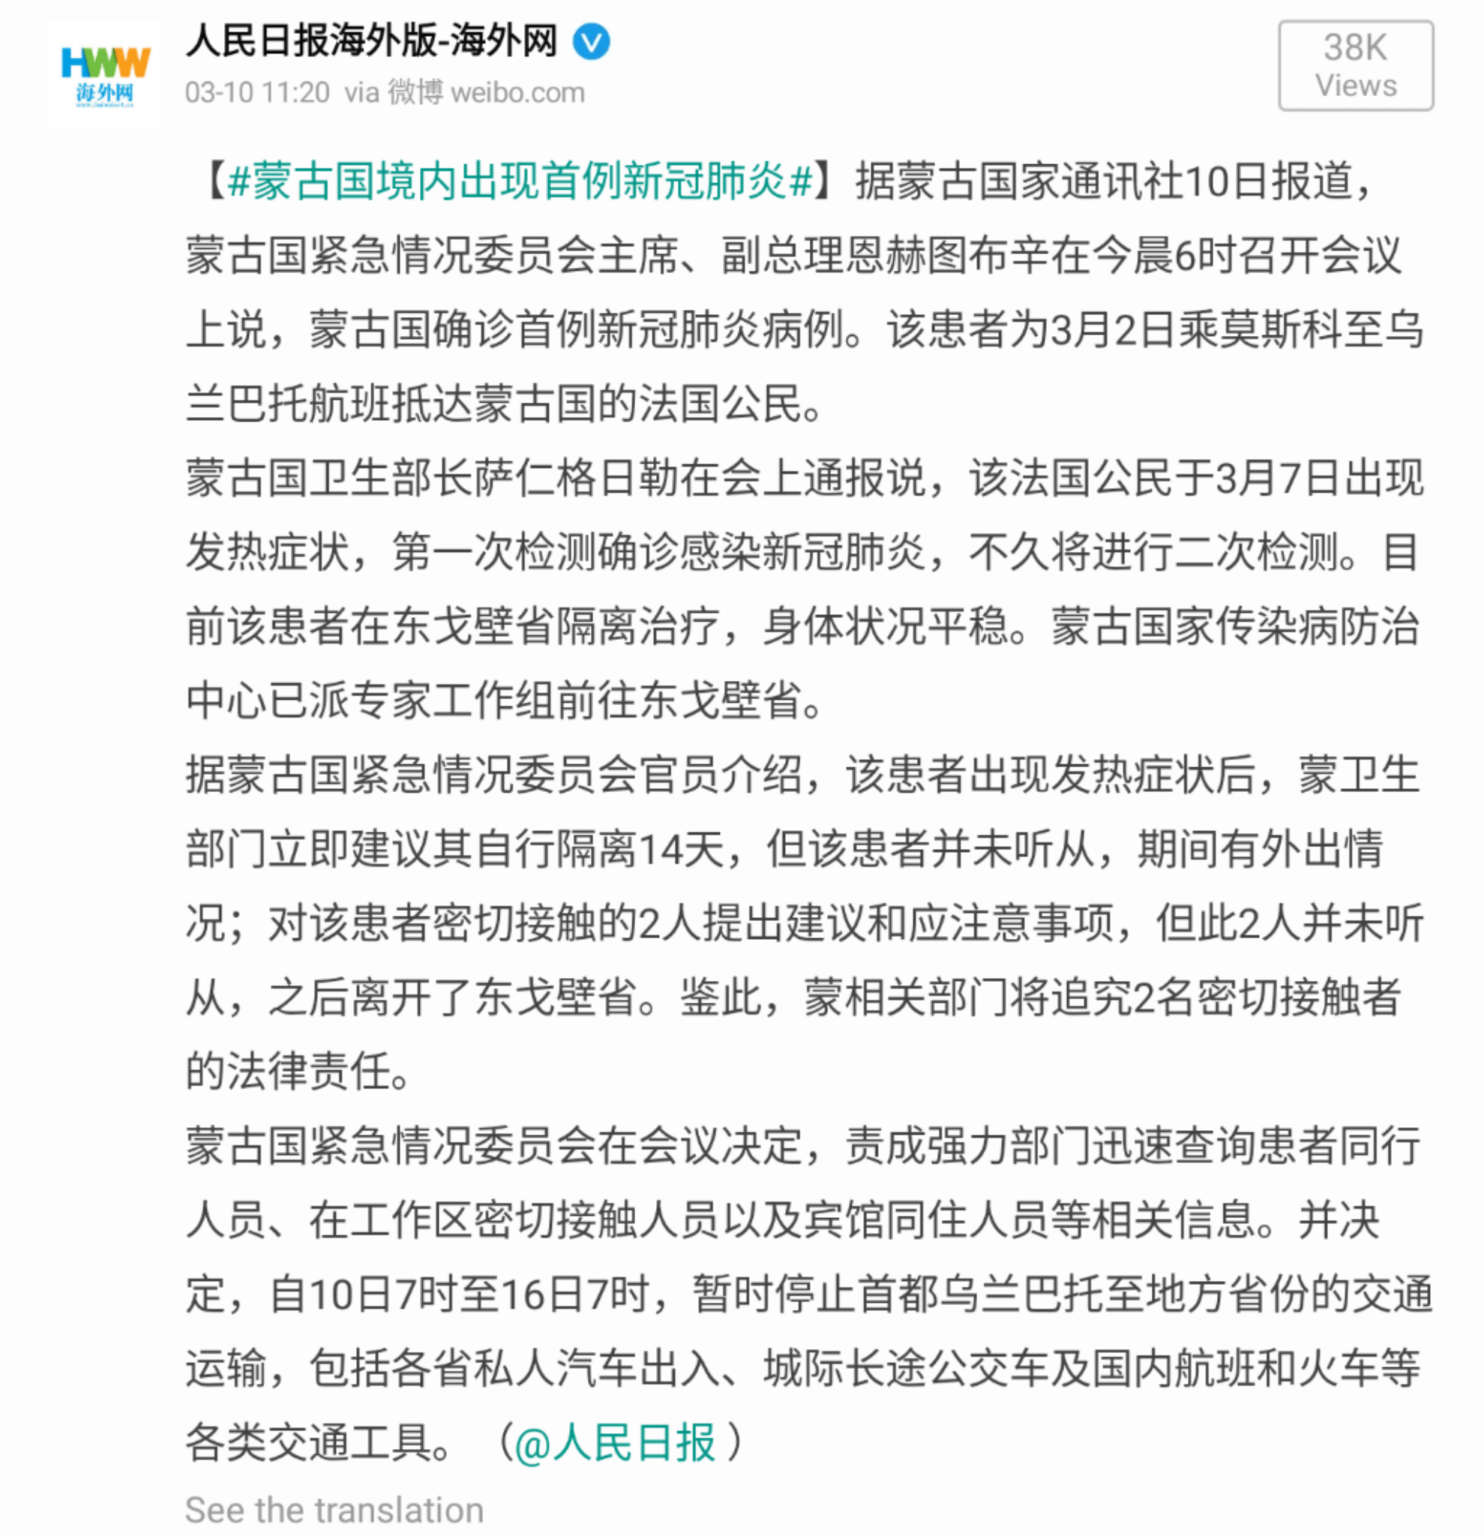 HWW
海外网
人民日报海外版-海外网
03-10 11:20 via 微博 weibo.com
38K
Views
【#蒙古国境内出现首例新冠肺炎#】据蒙古国家通讯社10日报道，
蒙古国紧急情况委员会主席、副总理恩赫图布辛在今晨6时召开会议
上说，蒙古国确诊首例新冠肺炎病例。该患者为3月2日乘莫斯科至乌
兰巴托航班抵达蒙古国的法国公民。
蒙古国卫生部长萨仁格日勒在会上通报说，该法国公民于3月7日出现
发热症状，第一次检测确诊感染新冠肺炎，不久将进行二次检测。目
前该患者在东戈壁省隔离治疗，身体状况平稳。蒙古国家传染病防治
中心已派专家工作组前往东戈壁省。
据蒙古国紧急情况委员会官员介绍，该患者出现发热症状后，蒙卫生
部门立即建议其自行隔离14天，但该患者并未听从，期间有外出情
况；对该患者密切接触的2人提出建议和应注意事项，但此2人并未听
从，之后离开了东戈壁省。鉴此，蒙相关部门将追究2名密切接触者
的法律责任。
蒙古国紧急情况委员会在会议决定，责成强力部门迅速查询患者同行
人员、在工作区密切接触人员以及宾馆同住人员等相关信息。并决
定，自10日7时至16日7时，暂时停止首都乌兰巴托至地方省份的交通
运输，包括各省私人汽车出入、城际长途公交车及国内航班和火车等
各类交通工具。（@人民日报 ）
See the translation